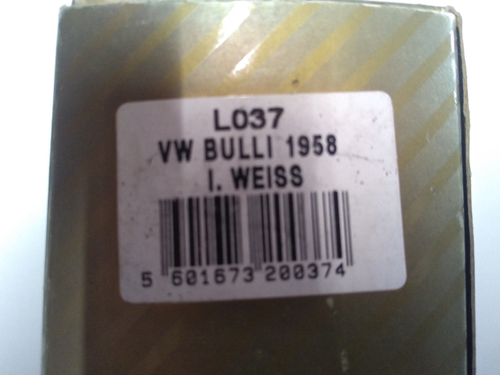 L037
VW BULLI 1958
I. WEISS
5 601673 200374